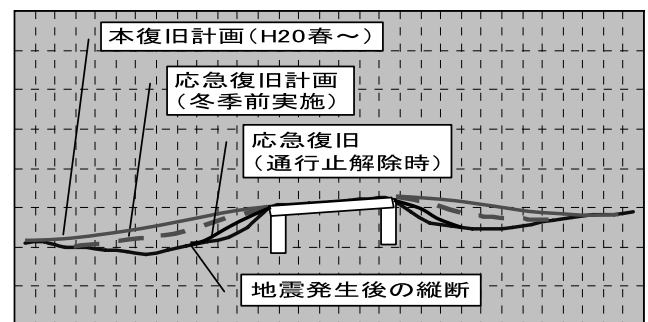 本復旧計画(H20春～)
応急復旧計画
(冬季前実施)
応急復旧
(通行止解除時)
地震発生後の縦断